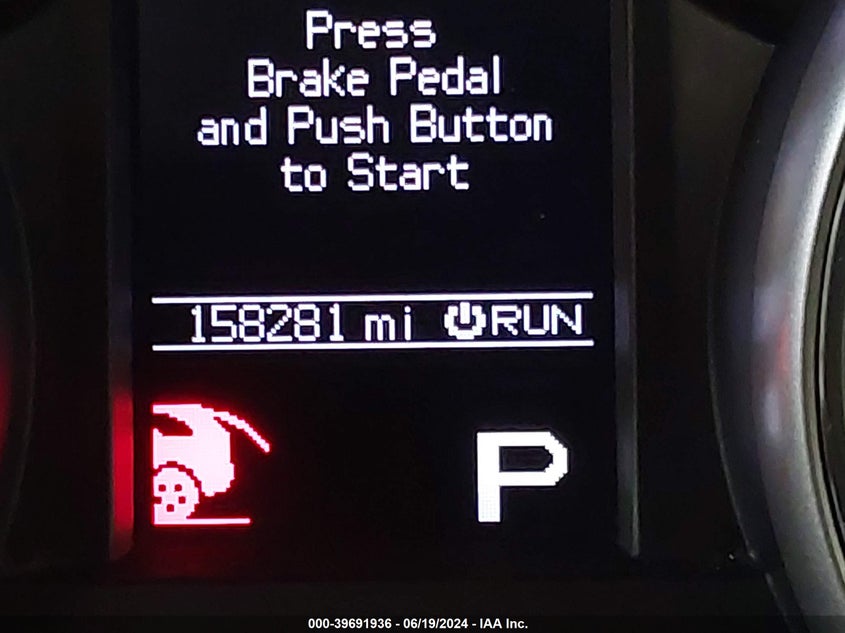 Press
Brake Pedal
and Push Button
to Start
158281 mi RUN
P
000-39691936 - 06/19/2024 - IAA Inc.